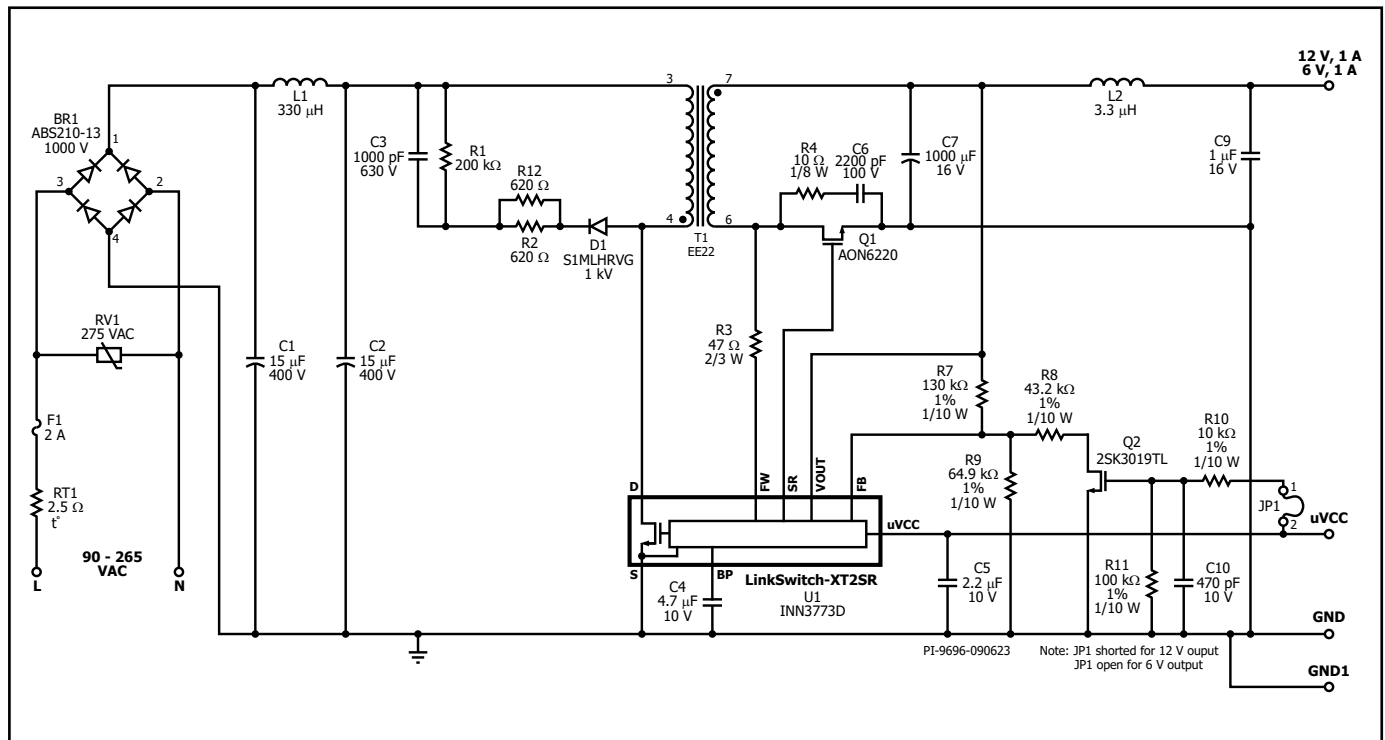 12 V, 1 A
6 V, 1 A
3
7
L1
330 μH
L2
3.3 μH
BR1
ABS210-13
1000 V
1
2
3
4
C3
1000 pF
630 V
R1
200 kΩ
R12
620 Ω
R2
620 Ω
D1
S1MLHRVG
1 kV
4
6
T1
EE22
R4
10 Ω
1/8 W
C6
2200 pF
100 V
C7
1000 μF
16 V
C9
1 μF
16 V
Q1
AON6220
RV1
275 VAC
C1
15 μF
400 V
C2
15 μF
400 V
R3
47 Ω
2/3 W
R7
130 kΩ
1%
1/10 W
R8
43.2 kΩ
1%
1/10 W
Q2
2SK3019TL
R10
10 kΩ
1%
1/10 W
1
JP1
2
uVCC
F1
2 A
RT1
2.5 Ω
t°
90 - 265
VAC
L
N
R9
64.9 kΩ
1%
1/10 W
D
FW
SR
VOUT
FB
uVCC
S
BP
LinkSwitch-XT2SR
U1
INN3773D
C4
4.7 μF
10 V
C5
2.2 μF
10 V
R11
100 kΩ
1%
1/10 W
C10
470 pF
10 V
GND
PI-9696-090623
Note: JP1 shorted for 12 V ouput
JP1 open for 6 V output
GND1